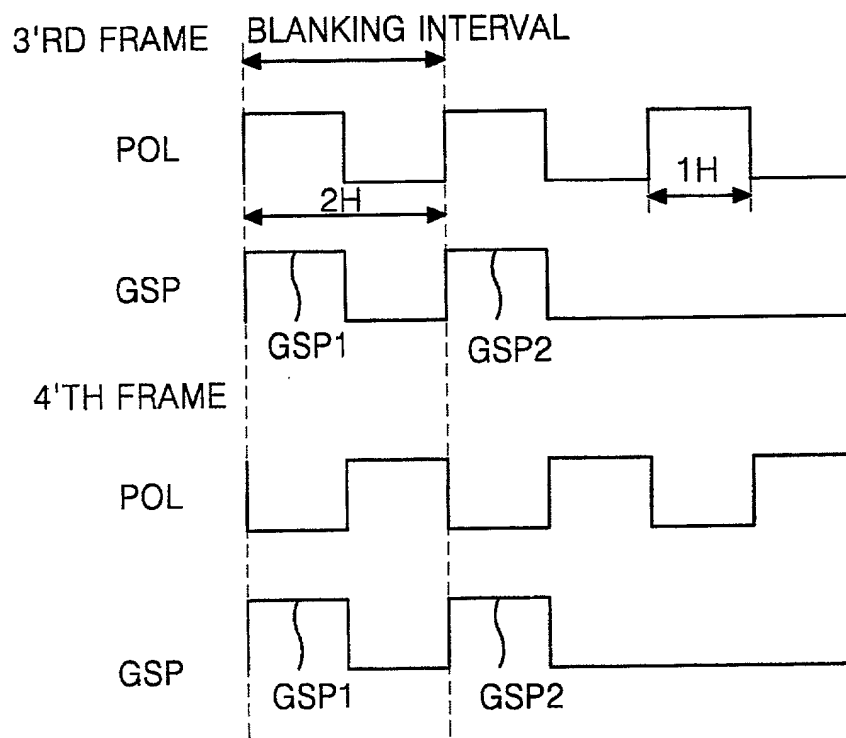 3'RD FRAME
BLANKING INTERVAL
POL
1H
2H
GSP
GSP1
GSP2
4'TH FRAME
POL
GSP
GSP1
GSP2